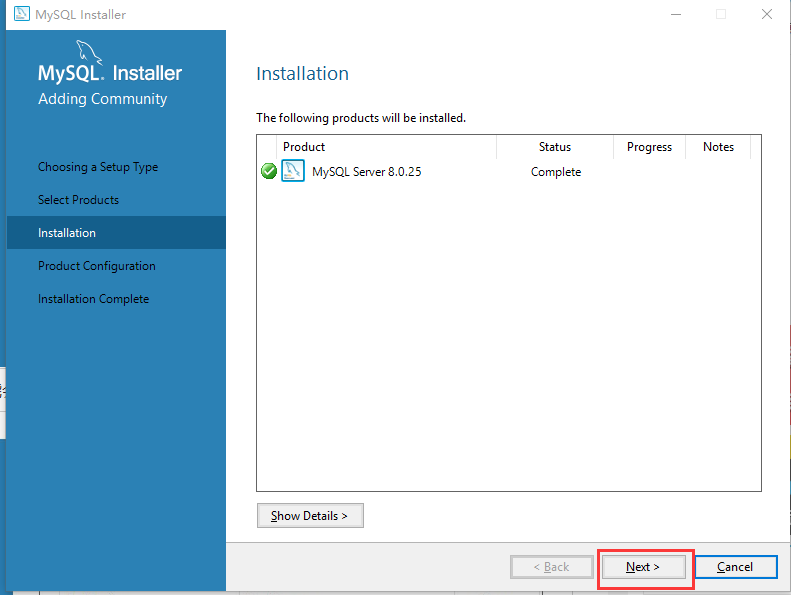 MySQL Installer
MySQL. Installer
Adding Community
Choosing a Setup Type
Select Products
Installation
Product Configuration
Installation Complete
Installation
The following products will be installed.
Product Status Progress Notes
MySQL Server 8.0.25 Complete
Show Details >
< Back Next > Cancel